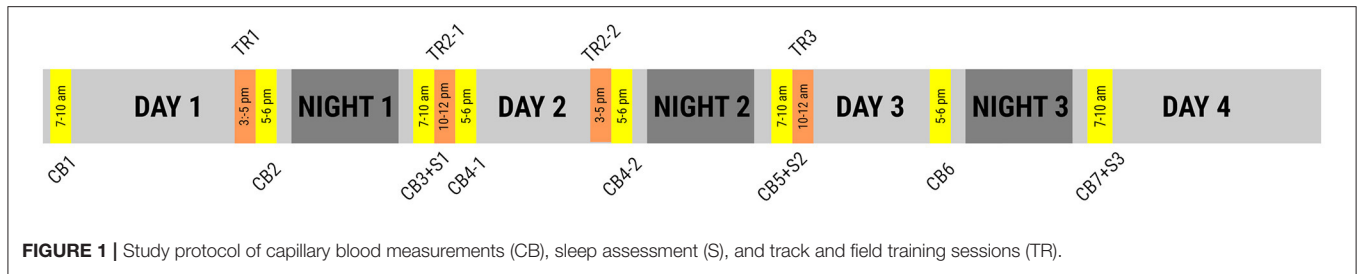 TR1
TR2-1
TR2-2
TR3
7-10 am
DAY 1
3:-5 pm
5-6 pm
NIGHT 1
7-10 am
10-12 pm
5-6 pm
DAY 2
3-5 pm
5-6 pm
NIGHT 2
7-10 am
10-12 am
DAY 3
5-6 pm
NIGHT 3
7-10 am
DAY 4
CB1
CB2
CB3+S1
CB4-1
CB4-2
CB5+S2
CB6
CB7+S3
FIGURE 1 | Study protocol of capillary blood measurements (CB), sleep assessment (S), and track and field training sessions (TR).